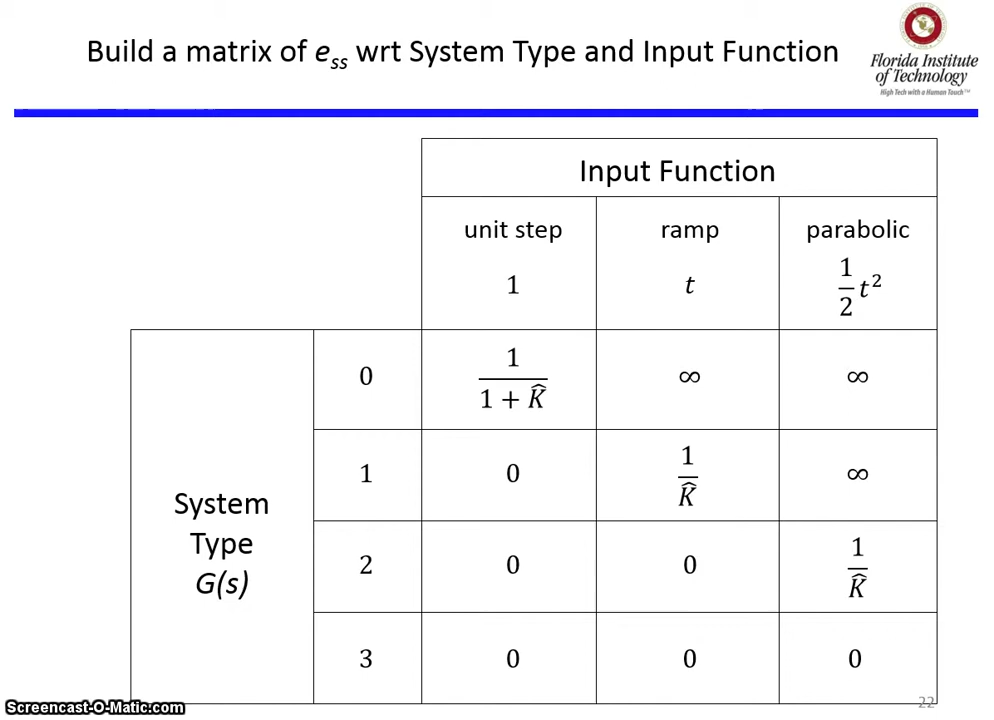 Build a matrix of e_ss wrt System Type and Input Function
Florida Institute
of Technology
High Tech with a Human Touch™
Input Function
unit step ramp parabolic
1 t 1/2 t²
0 1/(1 + K̂) ∞ ∞
1 0 1/K̂ ∞
System
Type
G(s)
2 0 0 1/K̂
3 0 0 0
22
Screencast-O-Matic.com